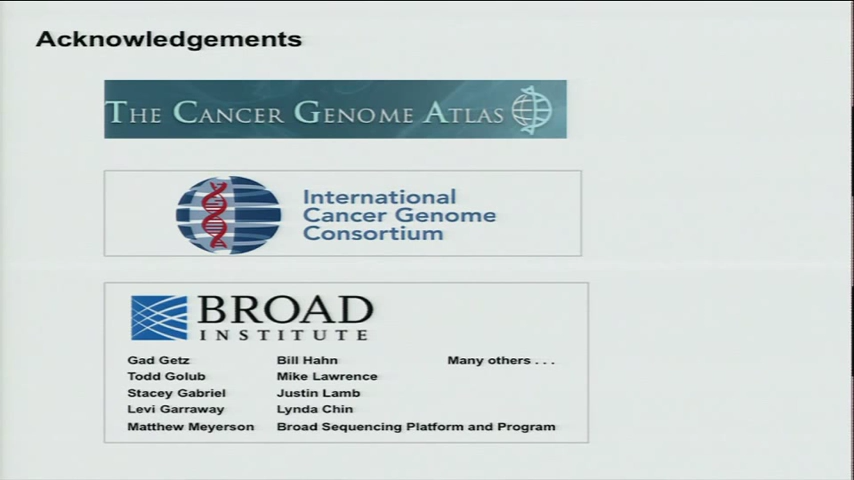 Acknowledgements
THE CANCER GENOME ATLAS
International
Cancer Genome
Consortium
BROAD
INSTITUTE
Gad Getz Bill Hahn Many others . . .
Todd Golub Mike Lawrence
Stacey Gabriel Justin Lamb
Levi Garraway Lynda Chin
Matthew Meyerson Broad Sequencing Platform and Program